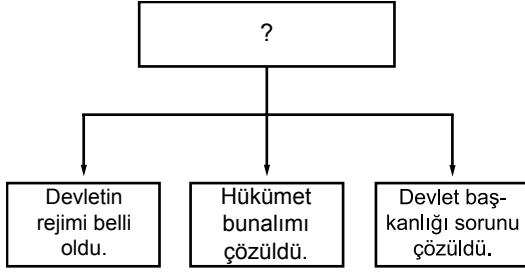 ?
Devletin
rejimi belli
oldu.
Hükümet
bunalımı
çözüldü.
Devlet baş-
kanlığı sorunu
çözüldü.